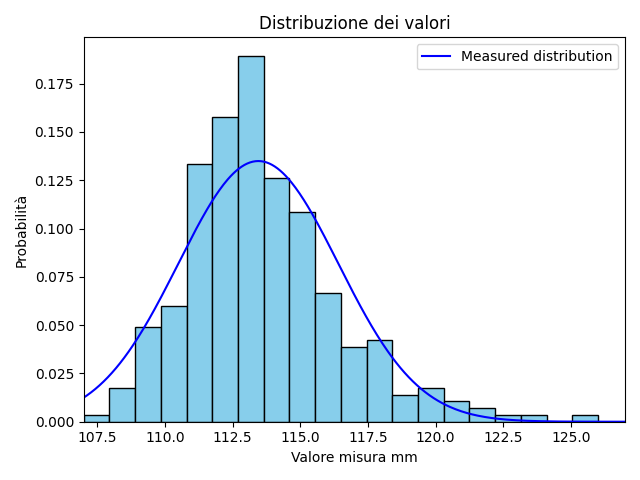 Distribuzione dei valori
Measured distribution
0.175
0.150
0.125
0.100
0.075
0.050
0.025
0.000
Probabilità
107.5 110.0 112.5 115.0 117.5 120.0 122.5 125.0
Valore misura mm